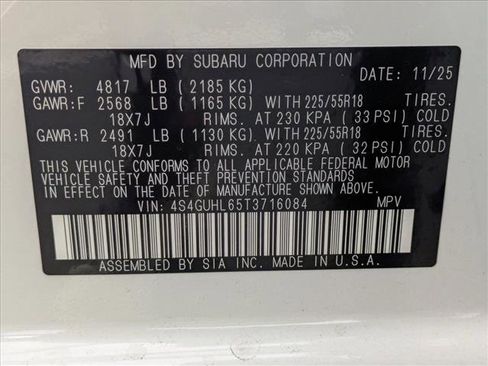 MFD BY SUBARU CORPORATION
DATE: 11/25
GVWR: 4817 LB (2185 KG)
GAWR:F 2568 LB (1165 KG) WITH 225/55R18 TIRES.
18X7J RIMS. AT 230 KPA (33 PSI) COLD
GAWR:R 2491 LB (1130 KG) WITH 225/55R18 TIRES.
18X7J RIMS. AT 220 KPA (32 PSI) COLD
THIS VEHICLE CONFORMS TO ALL APPLICABLE FEDERAL MOTOR
VEHICLE SAFETY AND THEFT PREVENTION STANDARDS
IN EFFECT ON THE DATE OF MANUFACTURE SHOWN ABOVE.
VIN: 4S4GUHL65T3716084 MPV
ASSEMBLED BY SIA INC. MADE IN U.S.A.